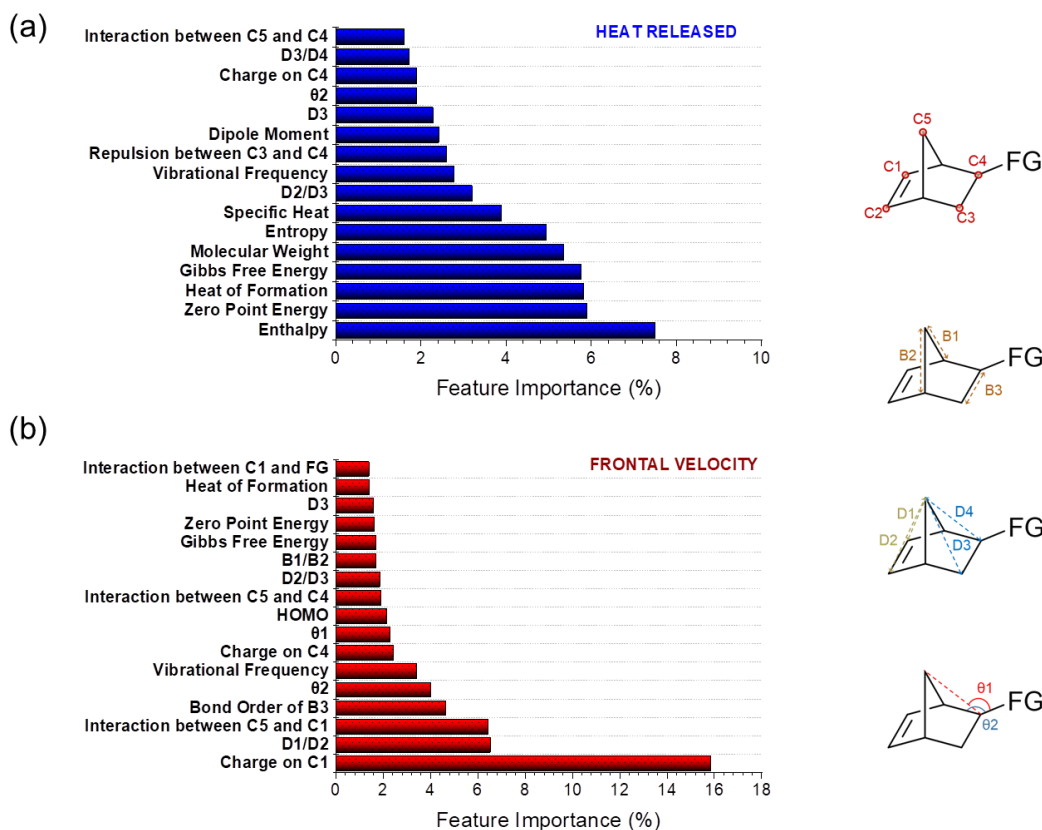 (a)
HEAT RELEASED
Interaction between C5 and C4
D3/D4
Charge on C4
θ2
D3
Dipole Moment
Repulsion between C3 and C4
Vibrational Frequency
D2/D3
Specific Heat
Entropy
Molecular Weight
Gibbs Free Energy
Heat of Formation
Zero Point Energy
Enthalpy
0 2 4 6 8 10
Feature Importance (%)
(b)
FRONTAL VELOCITY
Interaction between C1 and FG
Heat of Formation
D3
Zero Point Energy
Gibbs Free Energy
B1/B2
D2/D3
Interaction between C5 and C4
HOMO
θ1
Charge on C4
Vibrational Frequency
θ2
Bond Order of B3
Interaction between C5 and C1
D1/D2
Charge on C1
0 2 4 6 8 10 12 14 16 18
Feature Importance (%)
C5
C1 C4 FG
C2 C3
B1
B2 FG
B3
D1 D4
FG
D2 D3
θ1 FG
θ2